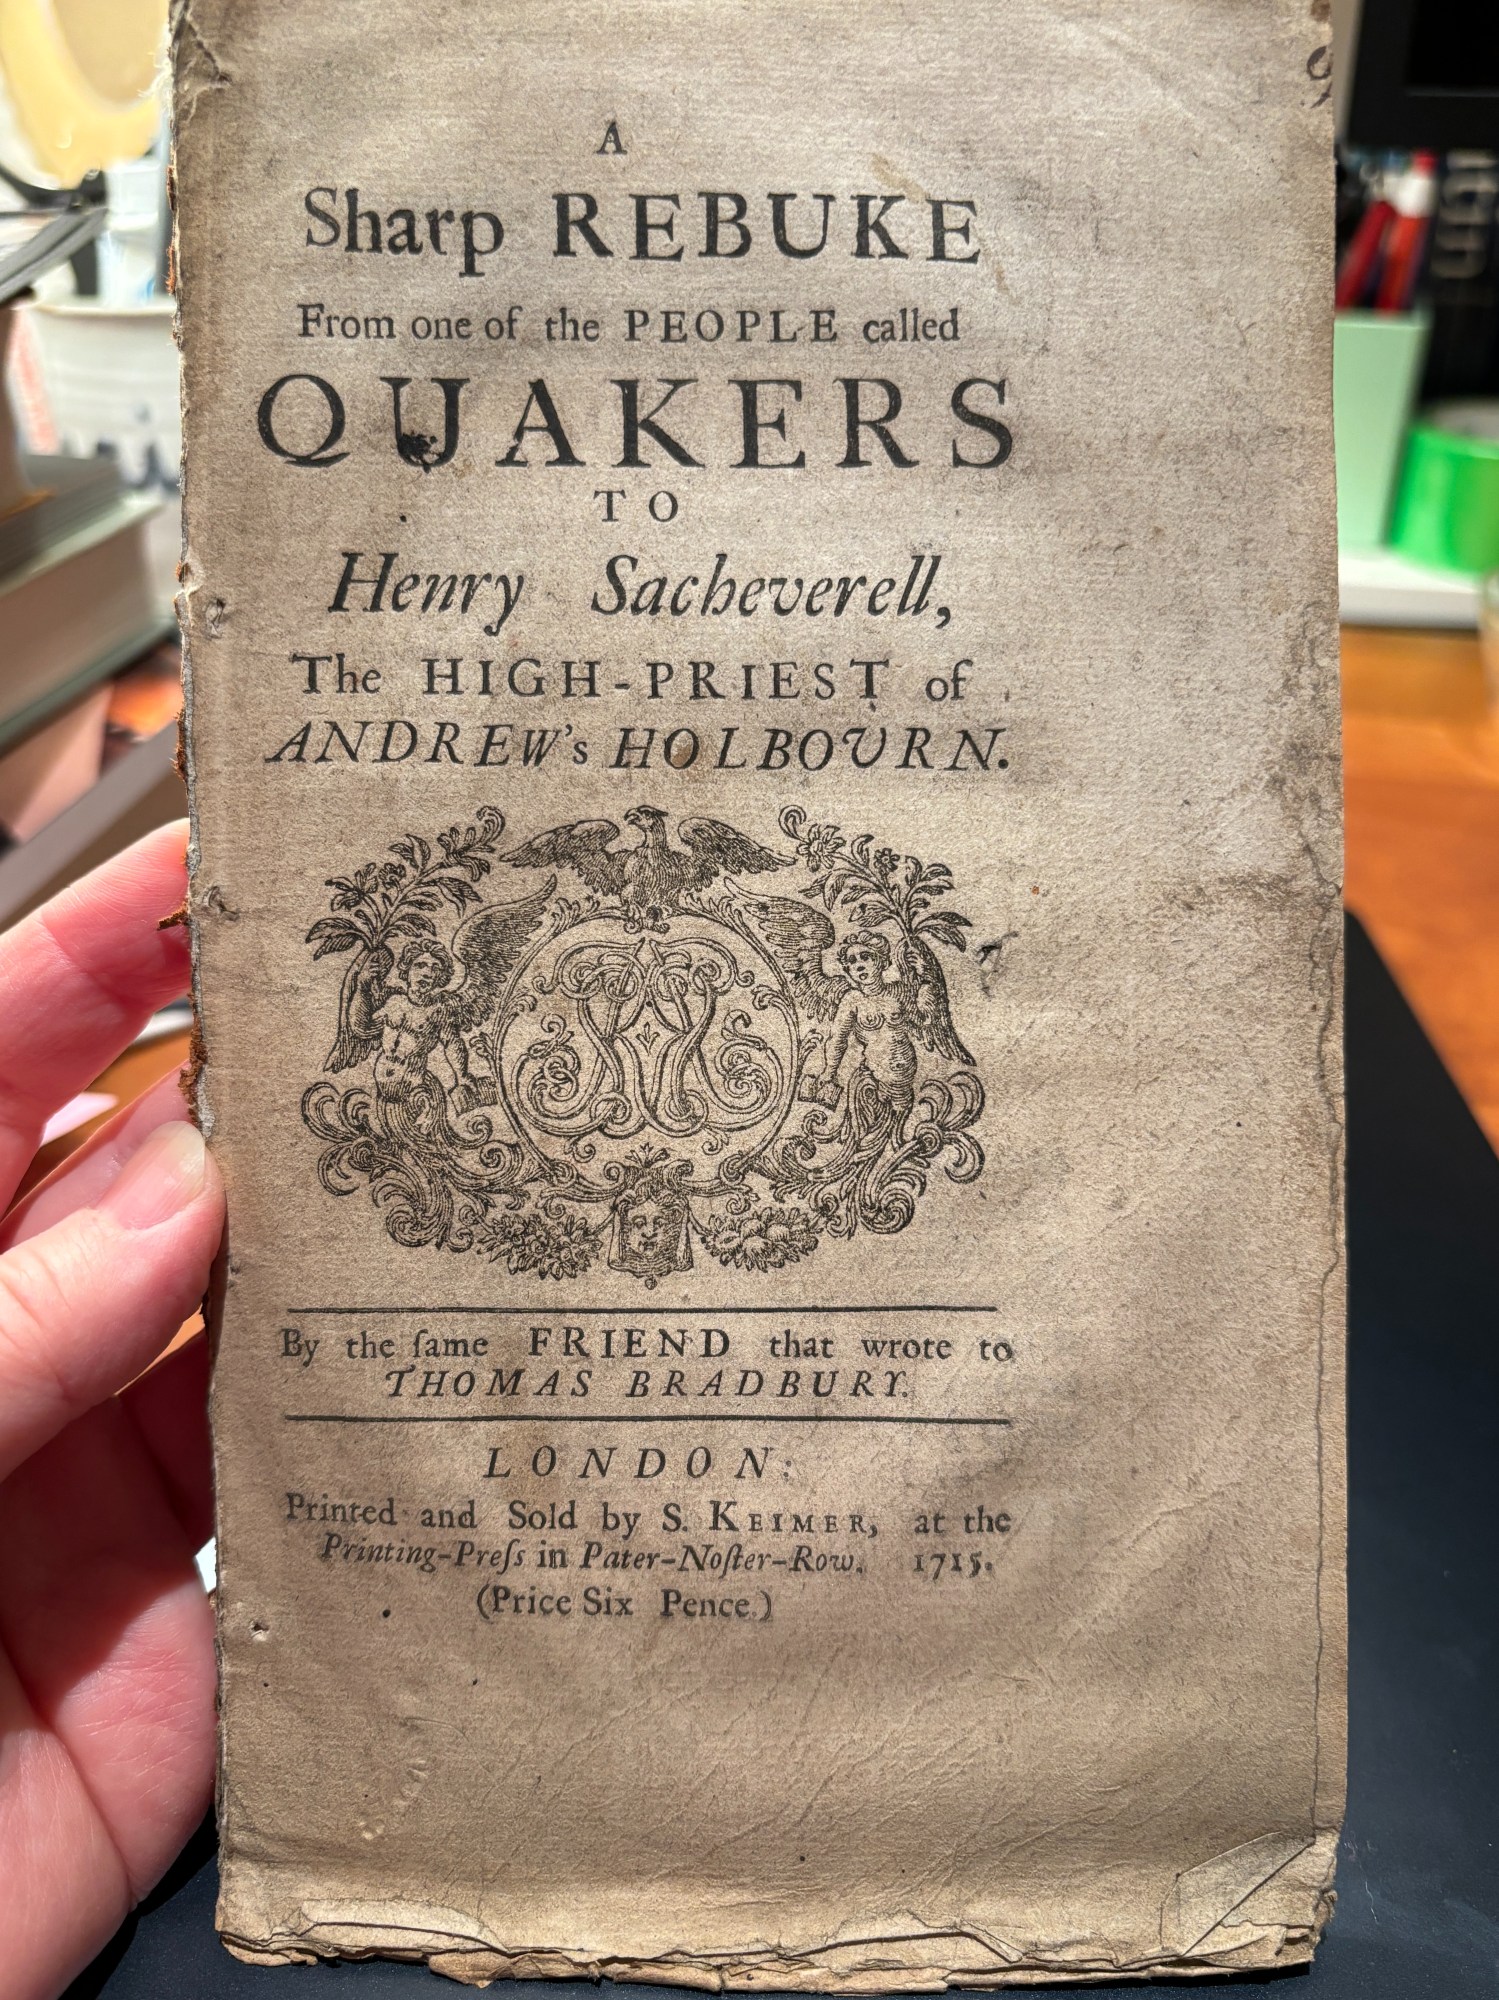 A
Sharp REBUKE
From one of the PEOPLE called
QUAKERS
TO
Henry Sacheverell,
The HIGH-PRIEST of
ANDREW's HOLBOURN.
By the ſame FRIEND that wrote to
THOMAS BRADBURY.
LONDON:
Printed and Sold by S. KEIMER, at the
Printing-Preſs in Pater-Noſter-Row. 1715.
(Price Six Pence.)